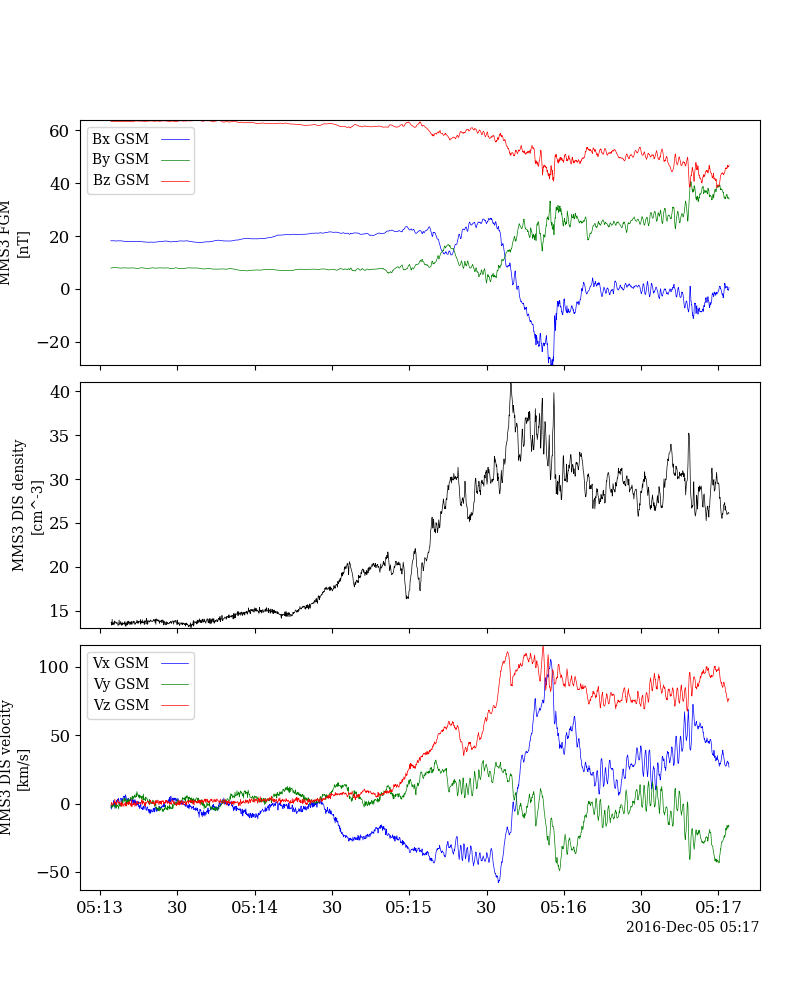 60
40
20
0
−20
MMS3 FGM
[nT]
Bx GSM
By GSM
Bz GSM
40
35
30
25
20
15
MMS3 DIS density
[cm^-3]
100
50
0
−50
MMS3 DIS velocity
[km/s]
Vx GSM
Vy GSM
Vz GSM
05:13 30 05:14 30 05:15 30 05:16 30 05:17
2016-Dec-05 05:17